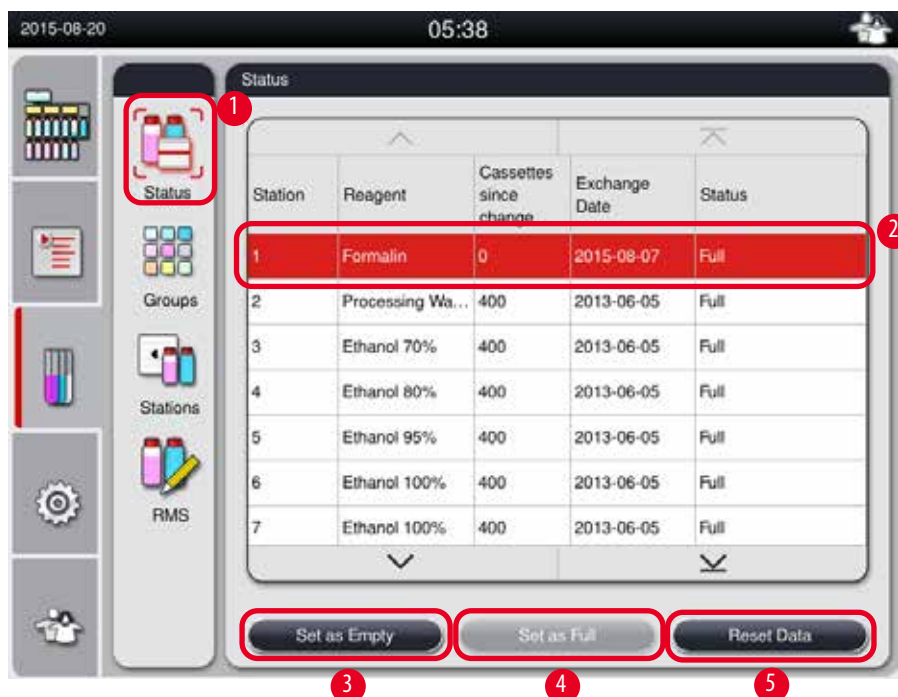 2015-08-20 05:38
Status
1
Status
Groups
Stations
RMS
Station Reagent Cassettes since change Exchange Date Status
2
1 Formalin 0 2015-08-07 Full
2 Processing Wa... 400 2013-06-05 Full
3 Ethanol 70% 400 2013-06-05 Full
4 Ethanol 80% 400 2013-06-05 Full
5 Ethanol 95% 400 2013-06-05 Full
6 Ethanol 100% 400 2013-06-05 Full
7 Ethanol 100% 400 2013-06-05 Full
Set as Empty Set as Full Reset Data
3 4 5